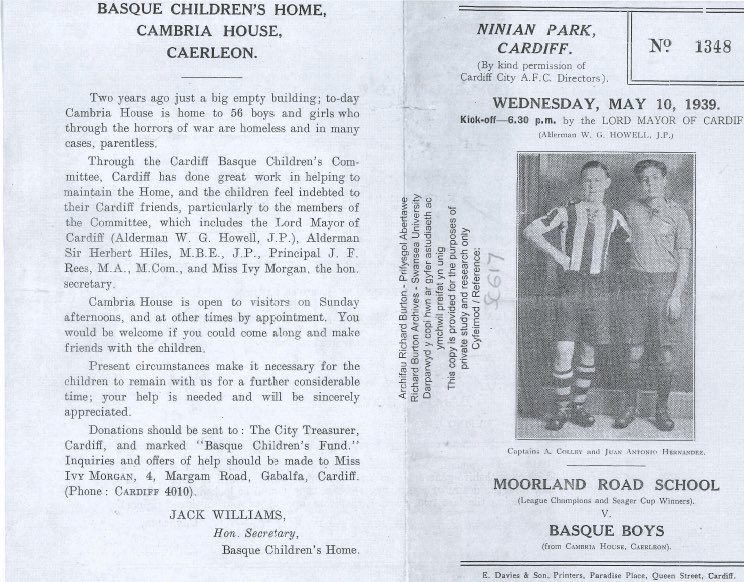 BASQUE CHILDREN'S HOME,
CAMBRIA HOUSE,
CAERLEON.
Two years ago just a big empty building; to-day
Cambria House is home to 56 boys and girls who
through the horrors of war are homeless and in many
cases, parentless.
Through the Cardiff Basque Children's Com-
mittee, Cardiff has done great work in helping to
maintain the Home, and the children feel indebted to
their Cardiff friends, particularly to the members of
the Committee, which includes the Lord Mayor of
Cardiff (Alderman W. G. Howell, J.P.), Alderman
Sir Herbert Hiles, M.B.E., J.P., Principal J. F.
Rees, M.A., M.Com., and Miss Ivy Morgan, the hon.
secretary.
Cambria House is open to visitors on Sunday
afternoons, and at other times by appointment. You
would be welcome if you could come along and make
friends with the children.
Present circumstances make it necessary for the
children to remain with us for a further considerable
time; your help is needed and will be sincerely
appreciated.
Donations should be sent to: The City Treasurer,
Cardiff, and marked "Basque Children's Fund."
Inquiries and offers of help should be made to Miss
IVY MORGAN, 4, Margam Road, Gabalfa, Cardiff.
(Phone: CARDIFF 4010).
JACK WILLIAMS,
Hon. Secretary,
Basque Children's Home.
Archifau Richard Burton - Prifysgol Abertawe
Richard Burton Archives - Swansea University
Darparwyd y copi hwn ar gyfer astudiaeth ac
ymchwil preifat yn unig
This copy is provided for the purposes of
private study and research only
Cyfeirnod / Reference:
SC617
NINIAN PARK,
CARDIFF.
(By kind permission of
Cardiff City A.F.C. Directors).
No 1348
WEDNESDAY, MAY 10, 1939.
Kick-off—6.30 p.m. by the LORD MAYOR OF CARDIF
(Alderman W. G. HOWELL, J.P.)
Captains A. COLLEY and JUAN ANTONIO HERNANDEZ.
MOORLAND ROAD SCHOOL
(League Champions and Seager Cup Winners).
V.
BASQUE BOYS
(from CAMBRIA HOUSE, CAERLEON).
E. Davies & Son, Printers, Paradise Place, Queen Street, Cardiff.